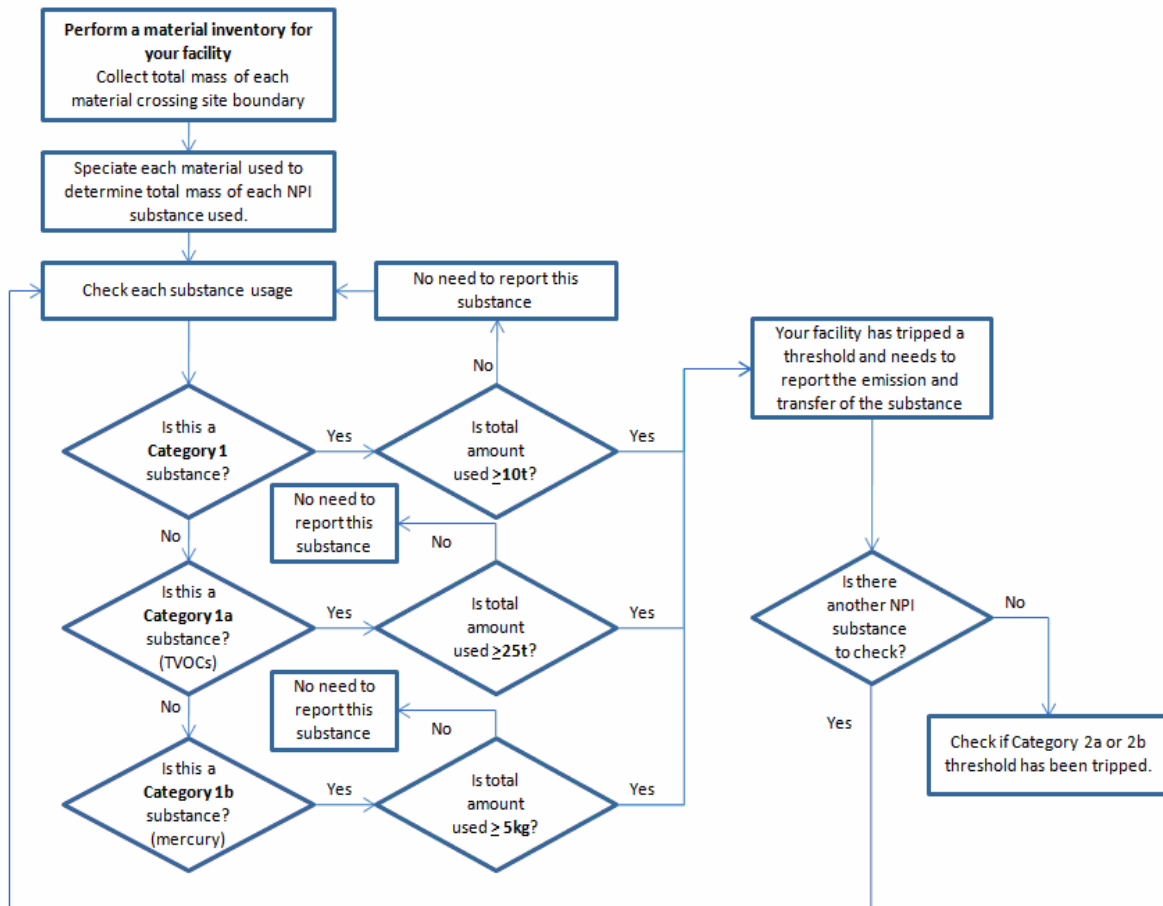 Perform a material inventory for
your facility
Collect total mass of each
material crossing site boundary
Speciate each material used to
determine total mass of each NPI
substance used.
Check each substance usage
No need to report this
substance
Your facility has tripped a
threshold and needs to
report the emission and
transfer of the substance
No
Is this a
Category 1
substance?
Yes
Is total
amount
used ≥10t?
Yes
No
No need to
report this
substance
No
Is this a
Category 1a
substance?
(TVOCs)
Yes
Is total
amount
used ≥25t?
Yes
Is there
another NPI
substance
to check?
No
No
No need to
report this
substance
No
Yes
Check if Category 2a or 2b
threshold has been tripped.
Is this a
Category 1b
substance?
(mercury)
Yes
Is total
amount
used ≥ 5kg?
Yes